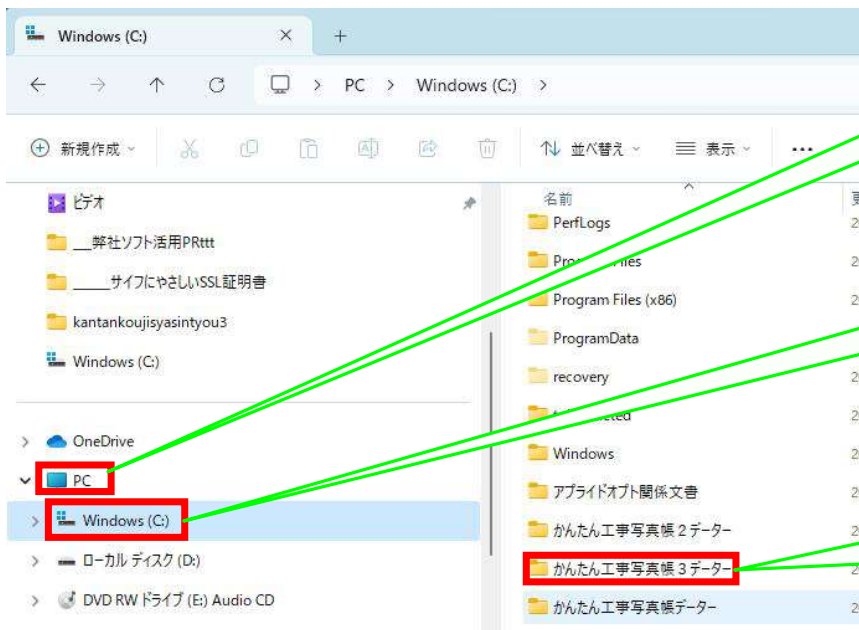 Windows (C:)
PC > Windows (C:) >
新規作成 並べ替え 表示 ...
ビデオ
__弊社ソフト活用PRttt
_____サイフにやさしいSSL証明書
kantankoujisyasintyou3
Windows (C:)
OneDrive
PC
Windows (C:)
ローカル ディスク (D:)
DVD RW ドライブ (E:) Audio CD
名前
PerfLogs
Program Files (x86)
ProgramData
recovery
Windows
アプライドオプト関係文書
かんたん工事写真帳２データー
かんたん工事写真帳３データー
かんたん工事写真帳データー